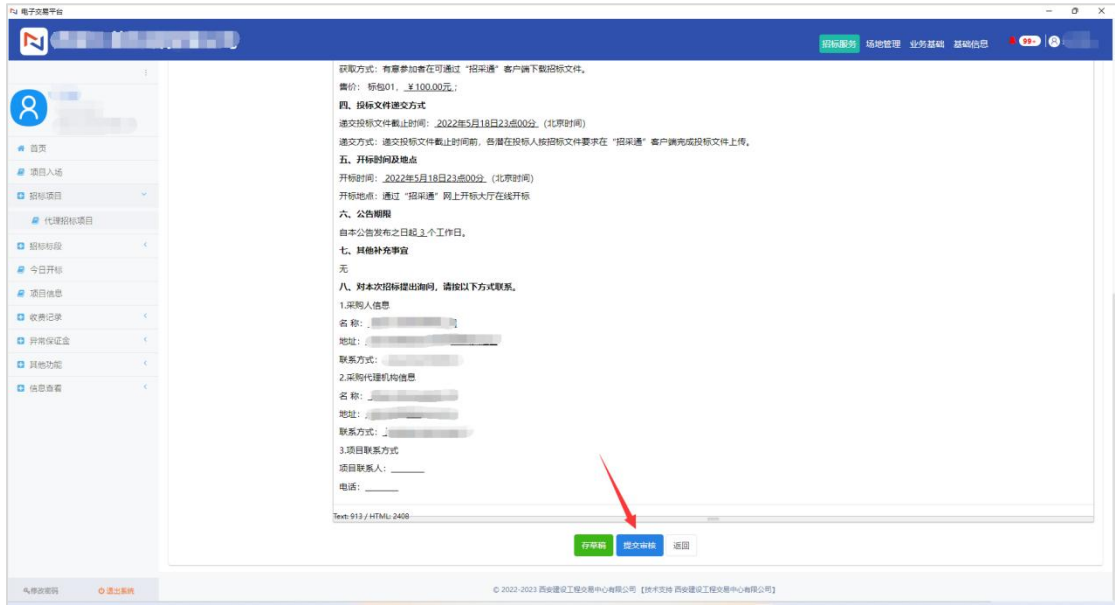 电子交易平台
招标服务 场地管理 业务基础 基础信息 99+
首页
项目入场
招标项目
代理招标项目
招标标段
今日开标
项目信息
收费记录
异常保证金
其他功能
信息查看
修改密码 退出系统
获取方式：有意参加者在可通过“招采通”客户端下载招标文件。
售价： 标包01，￥100.00元；
四、投标文件递交方式
递交投标文件截止时间： 2022年5月18日23点00分（北京时间）
递交方式：递交投标文件截止时间前，各潜在投标人按招标文件要求在“招采通”客户端完成投标文件上传。
五、开标时间及地点
开标时间： 2022年5月18日23点00分（北京时间）
开标地点：通过“招采通”网上开标大厅在线开标
六、公告期限
自本公告发布之日起 3 个工作日。
七、其他补充事宜
无
八、对本次招标提出询问，请按以下方式联系。
1.采购人信息
名 称：
地址：
联系方式：
2.采购代理机构信息
名 称：
地址：
联系方式：
3.项目联系方式
项目联系人：
电话：
Text: 913 / HTML: 2408
存草稿 提交审核 返回
© 2022-2023 西安建设工程交易中心有限公司 【技术支持 西安建设工程交易中心有限公司】